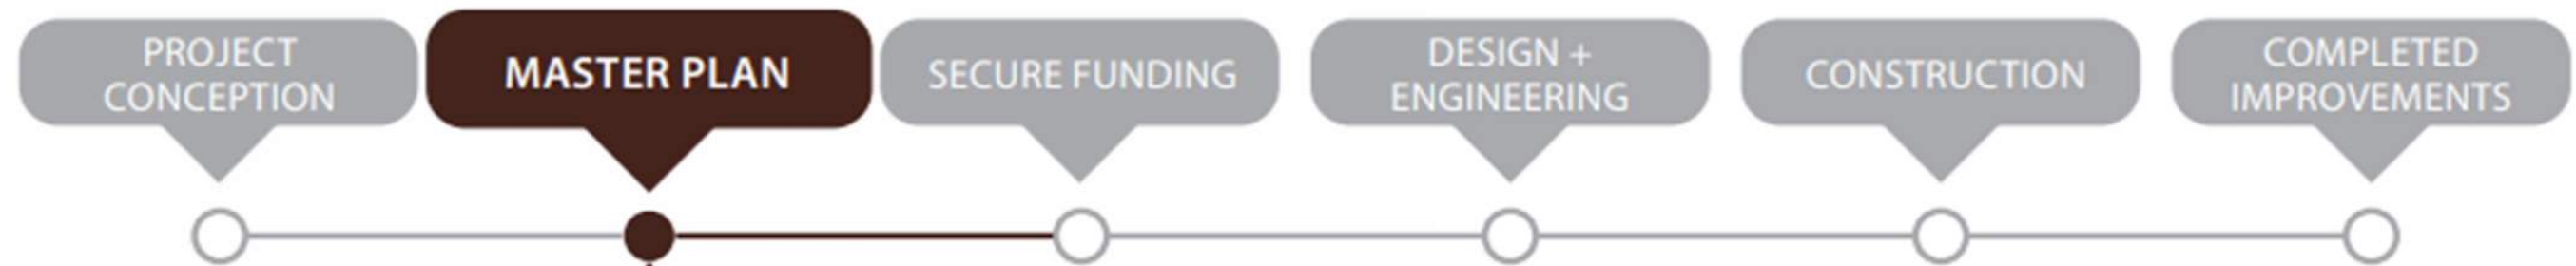 PROJECT
CONCEPTION
MASTER PLAN
SECURE FUNDING
DESIGN +
ENGINEERING
CONSTRUCTION
COMPLETED
IMPROVEMENTS